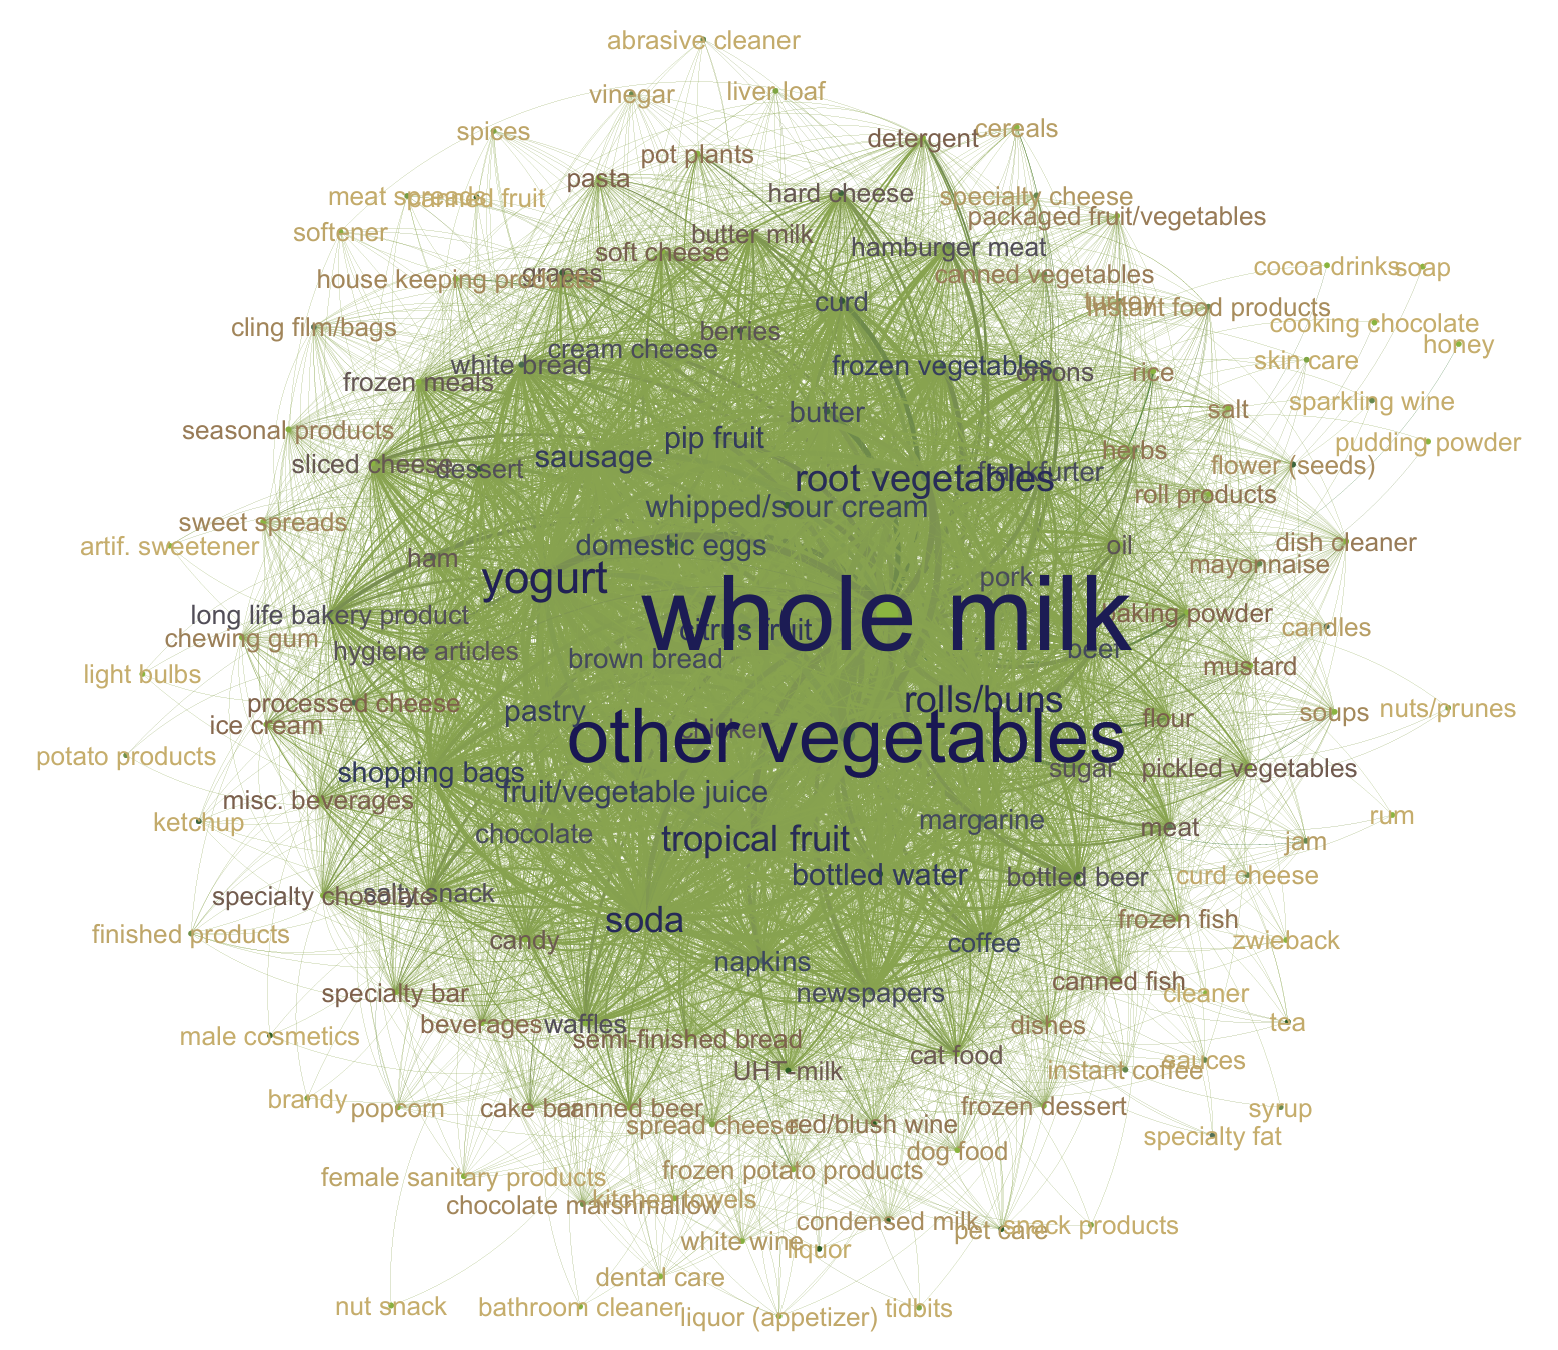 abrasive cleaner
liver loaf
vinegar
cereals
spices
detergent
pot plants
pasta
hard cheese
specialty cheese
meat spreads
canned fruit
packaged fruit/vegetables
softener
butter milk
hamburger meat
soft cheese
cocoa drinks
soap
grapes
canned vegetables
house keeping products
curd
turkey
instant food products
cooking chocolate
cling film/bags
berries
honey
cream cheese
skin care
white bread
frozen vegetables
onions
rice
frozen meals
sparkling wine
butter
salt
seasonal products
pip fruit
pudding powder
herbs
sausage
sliced cheese
flower (seeds)
dessert
frankfurter
root vegetables
roll products
whipped/sour cream
sweet spreads
dish cleaner
artif. sweetener
domestic eggs
oil
ham
mayonnaise
yogurt
pork
whole milk
long life bakery product
baking powder
candles
citrus fruit
chewing gum
beef
hygiene articles
brown bread
mustard
light bulbs
rolls/buns
processed cheese
nuts/prunes
pastry
soups
flour
ice cream
chicken
other vegetables
potato products
sugar
pickled vegetables
shopping bags
fruit/vegetable juice
misc. beverages
rum
ketchup
margarine
meat
chocolate
tropical fruit
jam
bottled water
bottled beer
curd cheese
specialty chocolate
salty snack
soda
frozen fish
finished products
candy
coffee
zwieback
napkins
canned fish
specialty bar
newspapers
cleaner
tea
beverages
waffles
dishes
male cosmetics
semi-finished bread
cat food
sauces
UHT-milk
instant coffee
brandy
popcorn
cake bar
canned beer
frozen dessert
syrup
spread cheese
red/blush wine
specialty fat
dog food
frozen potato products
female sanitary products
kitchen towels
chocolate marshmallow
condensed milk
snack products
pet care
white wine
liquor
dental care
nut snack
bathroom cleaner
tidbits
liquor (appetizer)